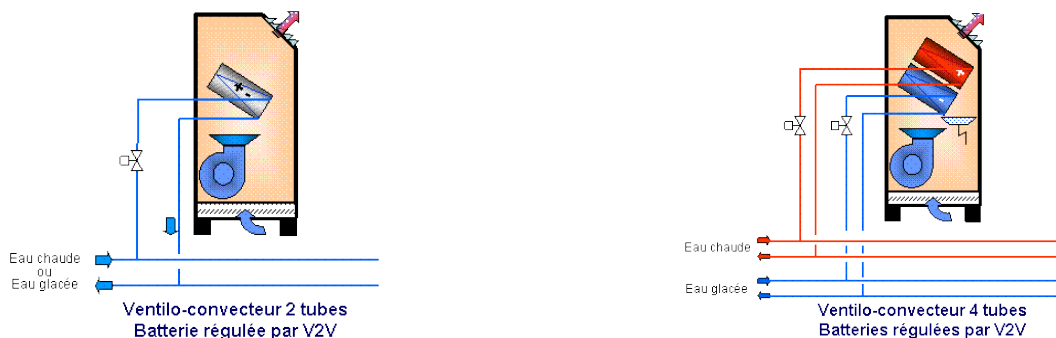 Eau chaude
ou
Eau glacée
Ventilo-convecteur 2 tubes
Batterie régulée par V2V
Eau chaude
Eau glacée
Ventilo-convecteur 4 tubes
Batteries régulées par V2V